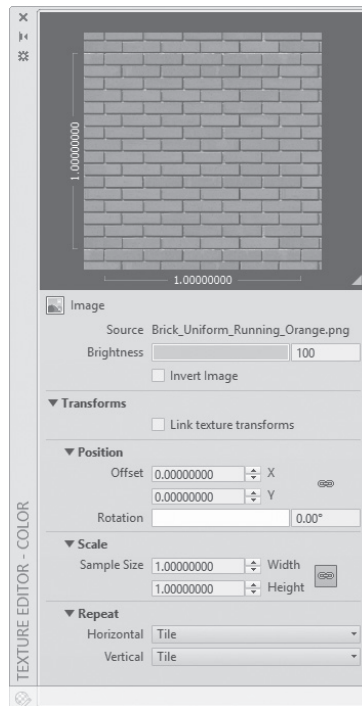 1.00000000
1.00000000
Image
Source Brick_Uniform_Running_Orange.png
Brightness 100
Invert Image
Transforms
Link texture transforms
Position
Offset 0.00000000 X
0.00000000 Y
Rotation 0.00°
Scale
Sample Size 1.00000000 Width
1.00000000 Height
Repeat
Horizontal Tile
Vertical Tile
TEXTURE EDITOR - COLOR